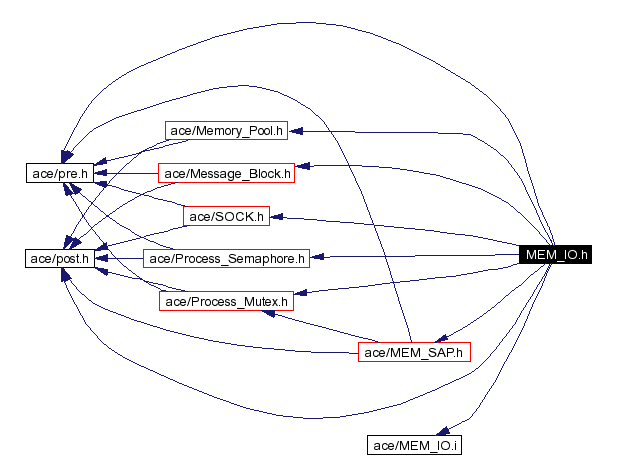 ace/Memory_Pool.h
ace/pre.h
ace/Message_Block.h
ace/SOCK.h
ace/post.h
ace/Process_Semaphore.h
MEM_IO.h
ace/Process_Mutex.h
ace/MEM_SAP.h
ace/MEM_IO.i